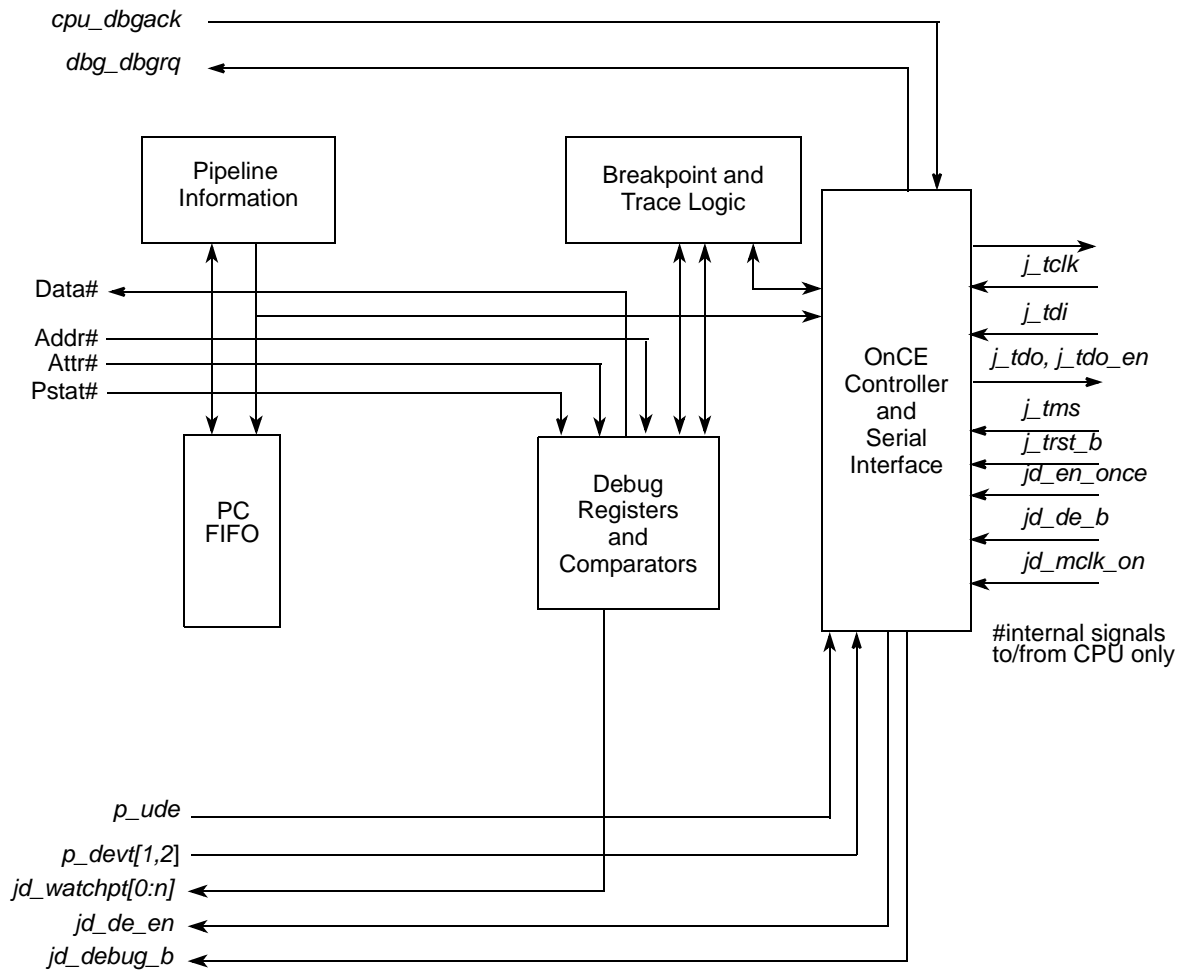 cpu_dbgack
dbg_dbgrq
Pipeline
Information
Breakpoint and
Trace Logic
Data#
Addr#
Attr#
Pstat#
PC
FIFO
Debug
Registers
and
Comparators
OnCE
Controller
and
Serial
Interface
j_tclk
j_tdi
j_tdo, j_tdo_en
j_tms
j_trst_b
jd_en_once
jd_de_b
jd_mclk_on
#internal signals
to/from CPU only
p_ude
p_devt[1,2]
jd_watchpt[0:n]
jd_de_en
jd_debug_b